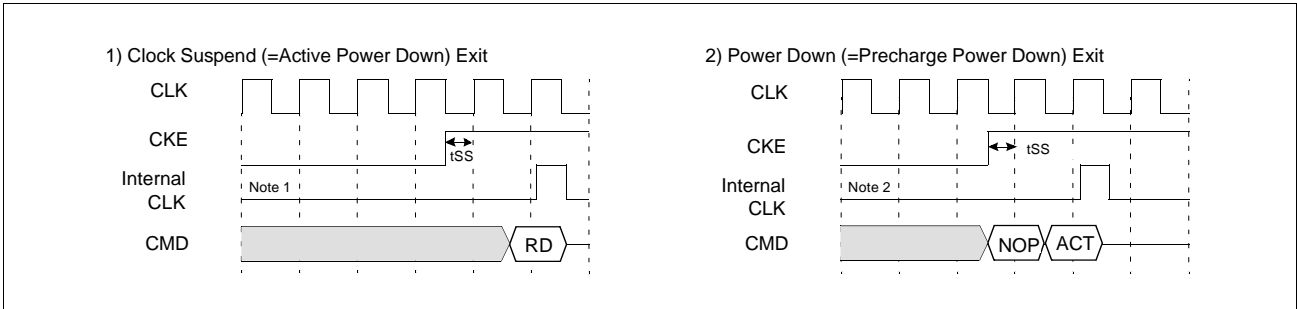 1) Clock Suspend (=Active Power Down) Exit
CLK
CKE
tSS
Internal
CLK
Note 1
CMD
RD
2) Power Down (=Precharge Power Down) Exit
CLK
CKE
tSS
Internal
CLK
Note 2
CMD
NOP
ACT